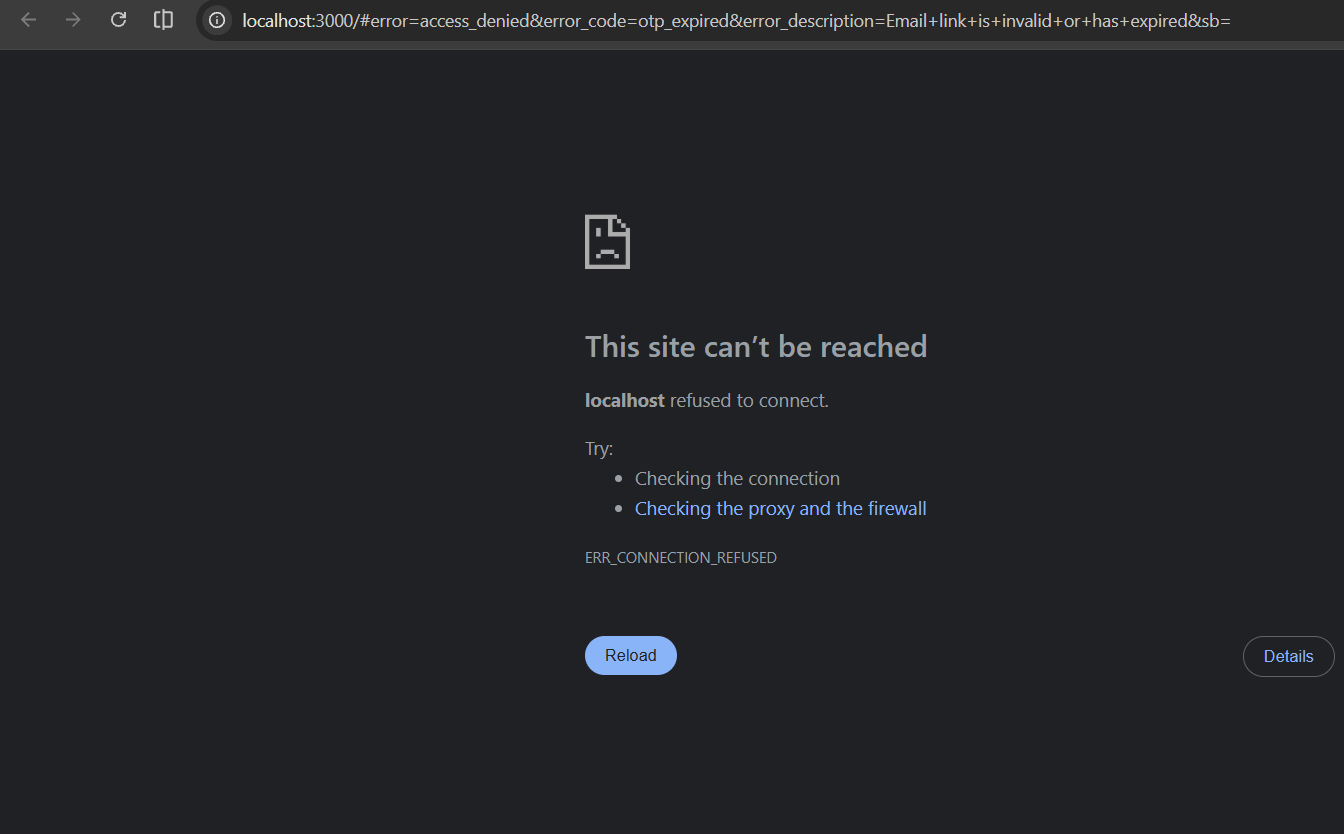 localhost:3000/#error=access_denied&error_code=otp_expired&error_description=Email+link+is+invalid+or+has+expired&sb=
This site can’t be reached
localhost refused to connect.
Try:
Checking the connection
Checking the proxy and the firewall
ERR_CONNECTION_REFUSED
Reload
Details